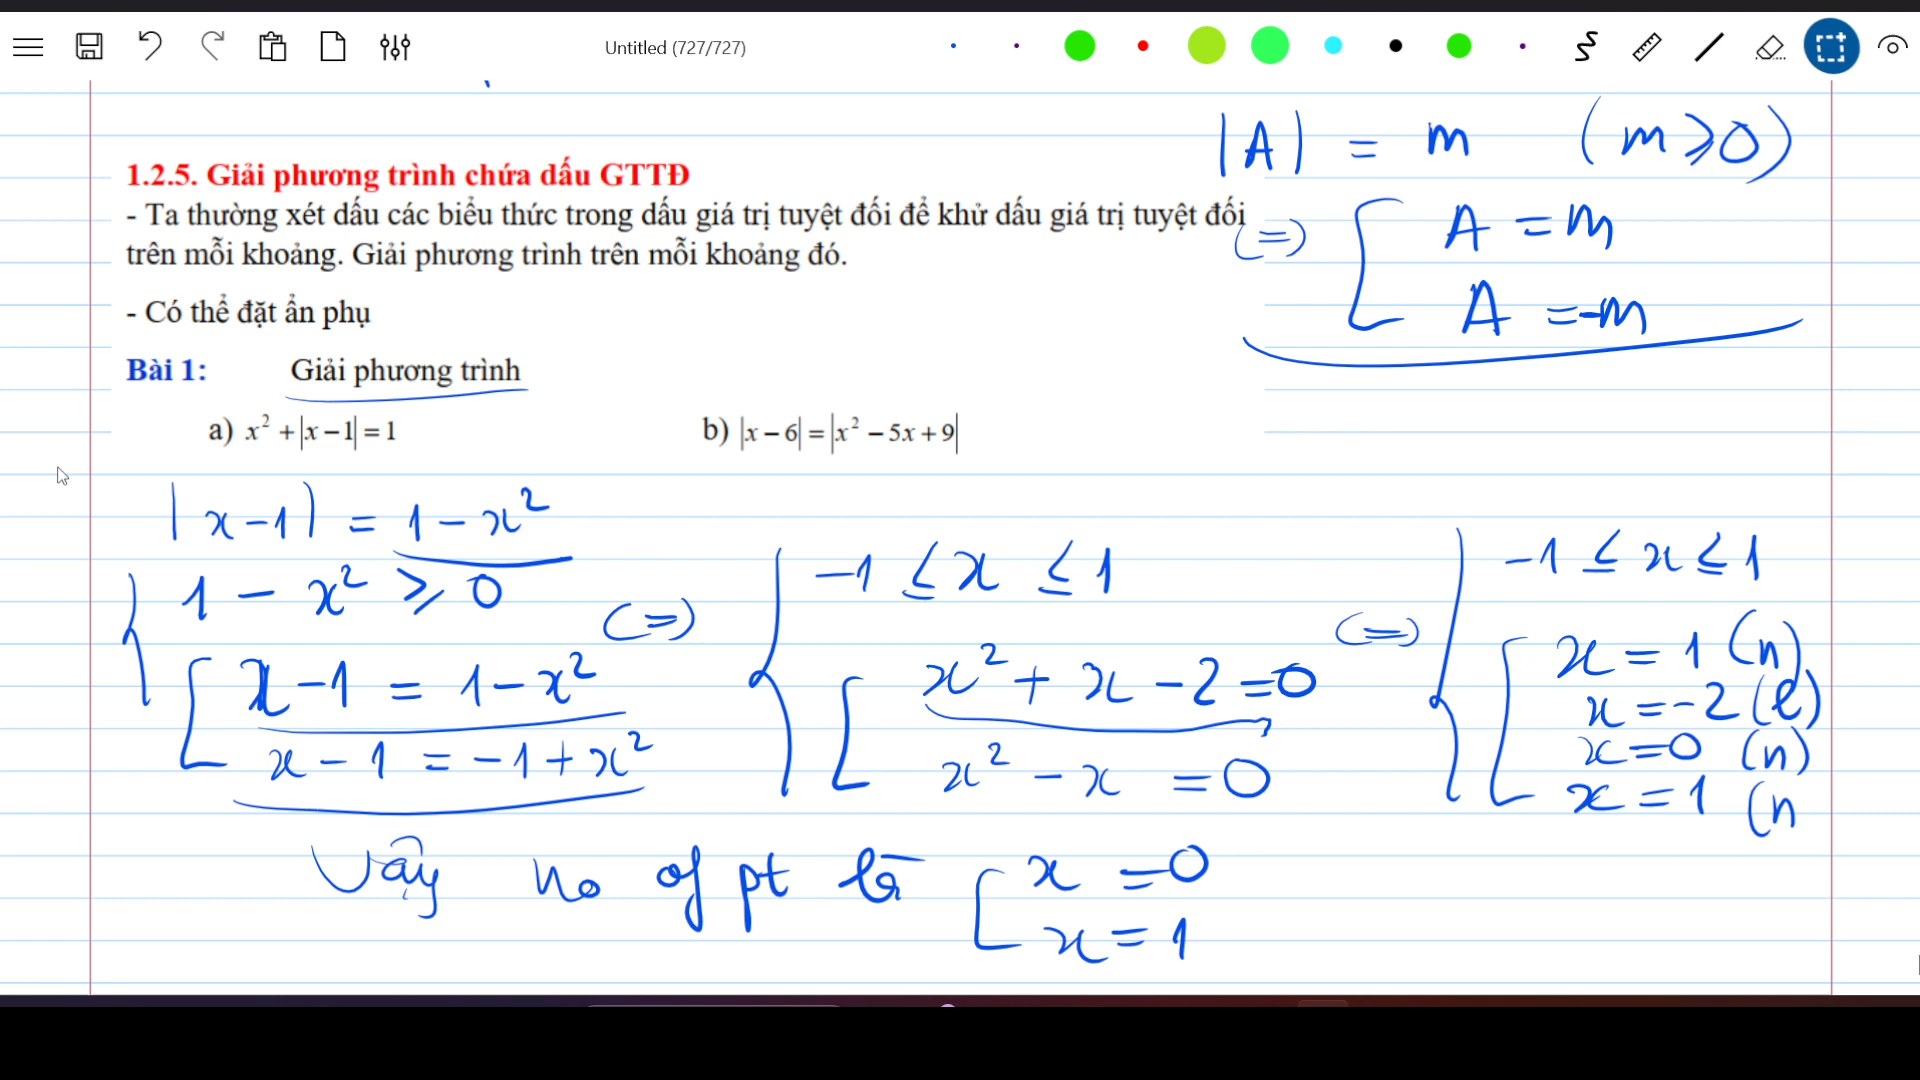 Untitled (727/727)
1.2.5. Giải phương trình chứa dấu GTTĐ
- Ta thường xét dấu các biểu thức trong dấu giá trị tuyệt đối để khử dấu giá trị tuyệt đối
trên mỗi khoảng. Giải phương trình trên mỗi khoảng đó.
- Có thể đặt ẩn phụ
|A| = m (m ⩾ 0)
(=) [ A = m
A = -m
Bài 1: Giải phương trình
a) x² + |x − 1| = 1 b) |x − 6| = |x² − 5x + 9|
|x - 1| = 1 - x²
{ 1 - x² ⩾ 0
[ x - 1 = 1 - x²
x - 1 = -1 + x²
(=) { -1 ≤ x ≤ 1
[ x² + x - 2 = 0
x² - x = 0
(=) { -1 ≤ x ≤ 1
[ x = 1 (n)
x = -2 (l)
x = 0 (n)
x = 1 (n
Vậy no of pt là [ x = 0
x = 1